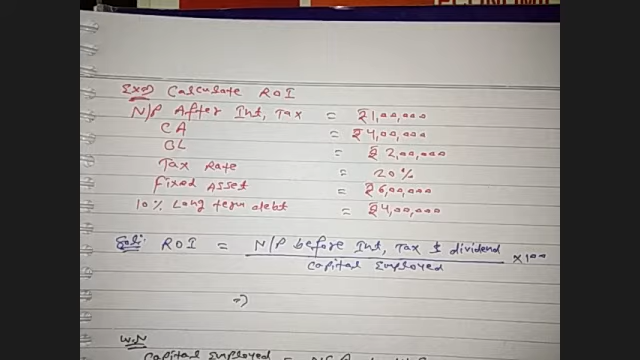 ECONOMIC
Ex① Calculate ROI
N/P After Int, Tax = ₹1,00,000
CA = ₹4,00,000
CL = ₹2,00,000
Tax Rate = 20%
Fixed Asset = ₹6,00,000
10% Long term debt = ₹4,00,000
Sol: ROI = N/P before Int, Tax & dividend × 100
Capital Employed
⇒
W.N
Capital Employed =